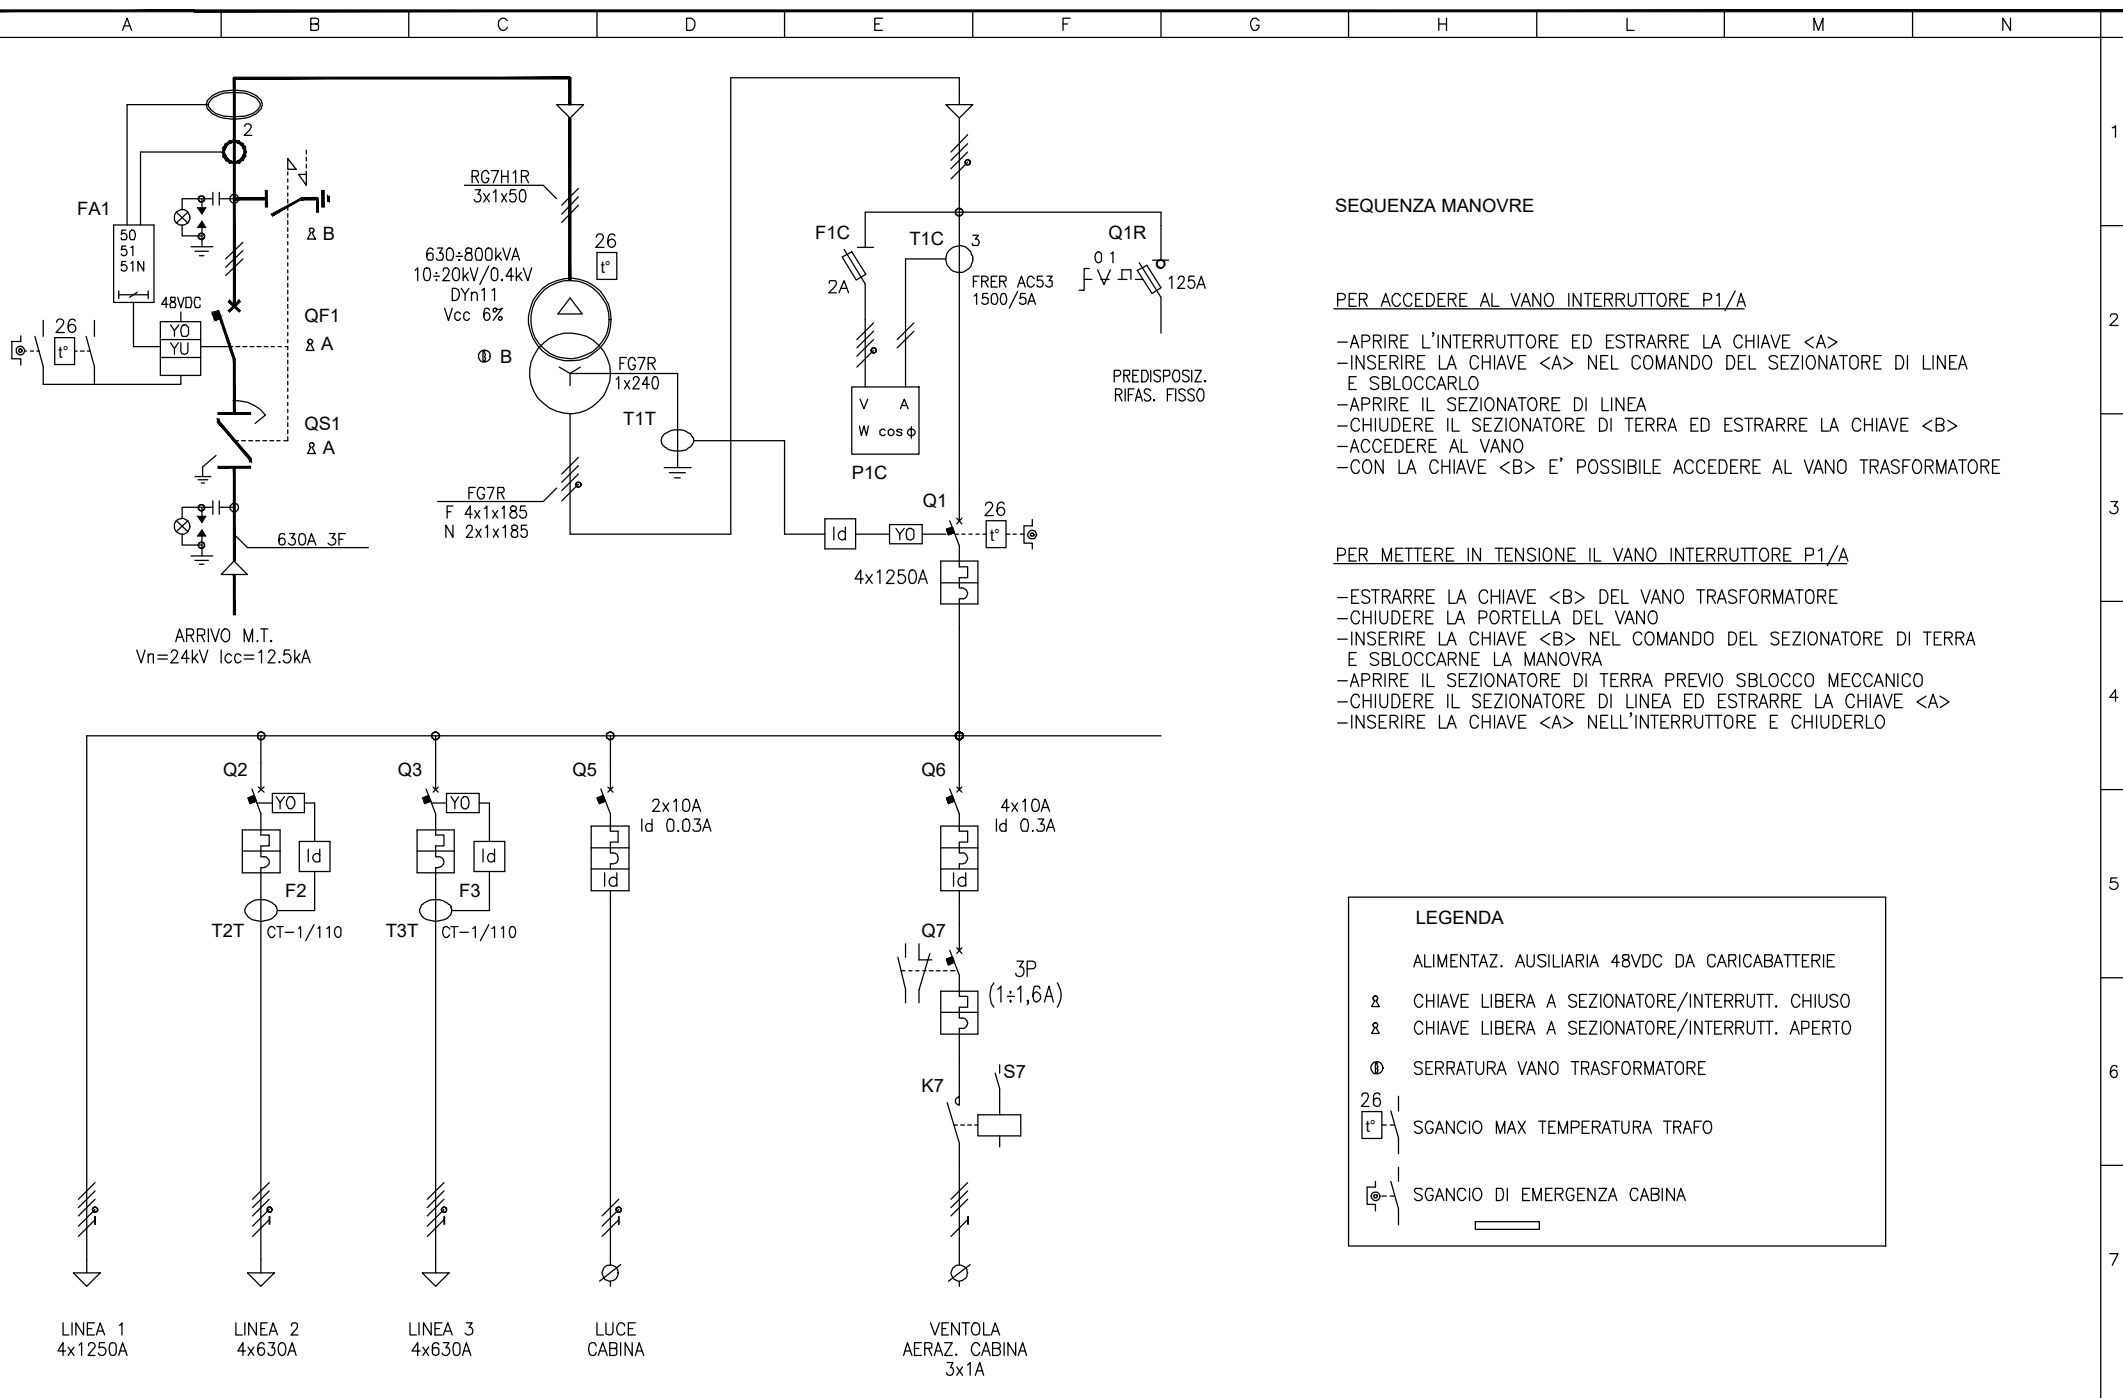 A B C D E F G H L M N
1
2
3
4
5
6
7
2
FA1
50
51
51N
B
48VDC
YO
YU
26
t°
QF1
A
QS1
A
630A 3F
ARRIVO M.T.
Vn=24kV Icc=12.5kA
RG7H1R
3x1x50
630÷800kVA
10÷20kV/0.4kV
DYn11
Vcc 6%
26
t°
B
FG7R
1x240
T1T
FG7R
F 4x1x185
N 2x1x185
F1C
2A
T1C
3
FRER AC53
1500/5A
Q1R
0 1
125A
PREDISPOSIZ.
RIFAS. FISSO
V A
W cosϕ
P1C
Q1
26
t°
Id
YO
4x1250A
Q2
YO
Id
F2
T2T
CT-1/110
Q3
YO
Id
F3
T3T
CT-1/110
Q5
2x10A
Id 0.03A
Id
Q6
4x10A
Id 0.3A
Id
Q7
3P
(1÷1,6A)
K7
S7
LINEA 1
4x1250A
LINEA 2
4x630A
LINEA 3
4x630A
LUCE
CABINA
VENTOLA
AERAZ. CABINA
3x1A
SEQUENZA MANOVRE
PER ACCEDERE AL VANO INTERRUTTORE P1/A
-APRIRE L'INTERRUTTORE ED ESTRARRE LA CHIAVE <A>
-INSERIRE LA CHIAVE <A> NEL COMANDO DEL SEZIONATORE DI LINEA
E SBLOCCARLO
-APRIRE IL SEZIONATORE DI LINEA
-CHIUDERE IL SEZIONATORE DI TERRA ED ESTRARRE LA CHIAVE <B>
-ACCEDERE AL VANO
-CON LA CHIAVE <B> E' POSSIBILE ACCEDERE AL VANO TRASFORMATORE
PER METTERE IN TENSIONE IL VANO INTERRUTTORE P1/A
-ESTRARRE LA CHIAVE <B> DEL VANO TRASFORMATORE
-CHIUDERE LA PORTELLA DEL VANO
-INSERIRE LA CHIAVE <B> NEL COMANDO DEL SEZIONATORE DI TERRA
E SBLOCCARNE LA MANOVRA
-APRIRE IL SEZIONATORE DI TERRA PREVIO SBLOCCO MECCANICO
-CHIUDERE IL SEZIONATORE DI LINEA ED ESTRARRE LA CHIAVE <A>
-INSERIRE LA CHIAVE <A> NELL'INTERRUTTORE E CHIUDERLO
LEGENDA
ALIMENTAZ. AUSILIARIA 48VDC DA CARICABATTERIE
CHIAVE LIBERA A SEZIONATORE/INTERRUTT. CHIUSO
CHIAVE LIBERA A SEZIONATORE/INTERRUTT. APERTO
SERRATURA VANO TRASFORMATORE
26
t°
SGANCIO MAX TEMPERATURA TRAFO
SGANCIO DI EMERGENZA CABINA